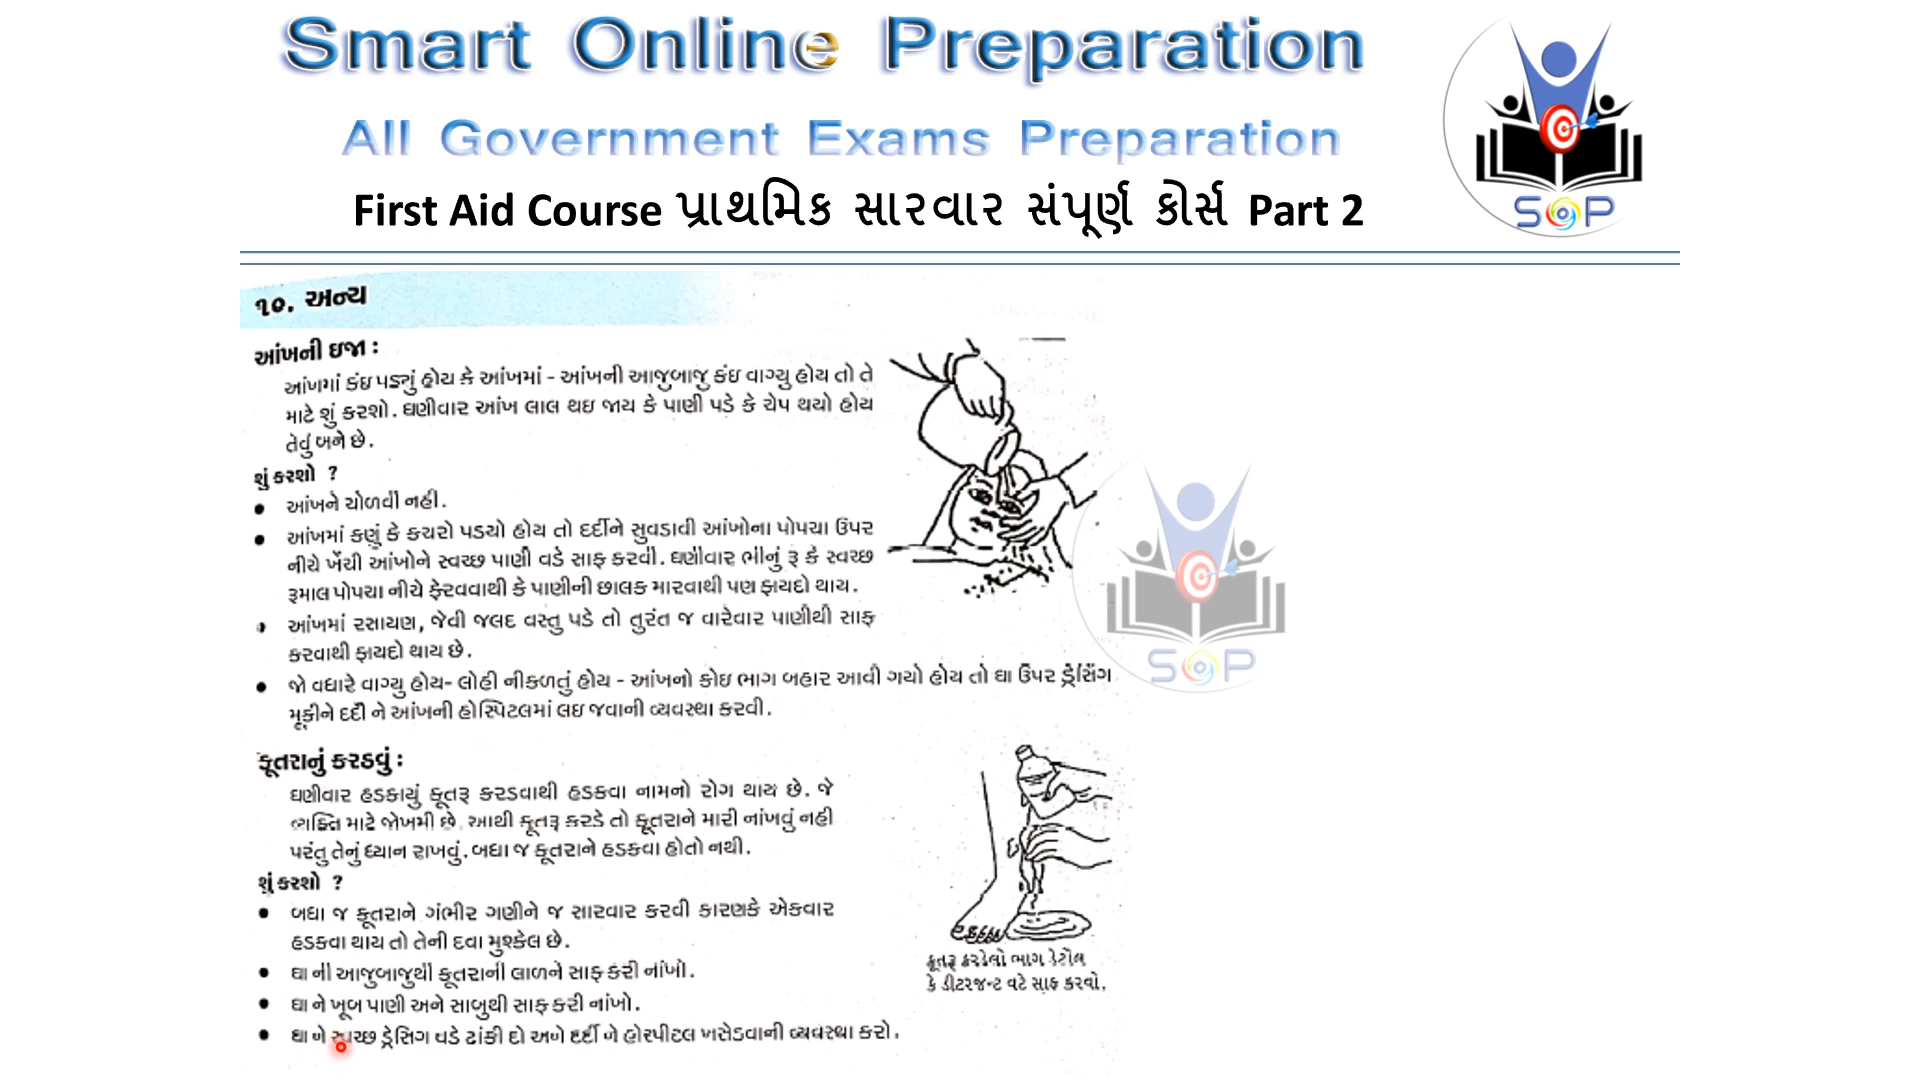 Smart Online Preparation
All Government Exams Preparation
First Aid Course પ્રાથમિક સારવાર સંપૂર્ણ કોર્સ Part 2
SOP
૧૦. અન્ય
આંખની ઇજા :
આંખમાં કંઇ પડ્યું હોય કે આંખમાં - આંખની આજુબાજુ કંઇ વાગ્યુ હોય તો તે
માટે શું કરશો. ઘણીવાર આંખ લાલ થઇ જાય કે પાણી પડે કે ચેપ થયો હોય
તેવું બને છે.
શું કરશો ?
આંખને ચોળવી નહી.
આંખમાં કણું કે કચરો પડયો હોય તો દર્દીને સુવડાવી આંખોના પોપચા ઉપર
નીચે ખેંચી આંખોને સ્વચ્છ પાણી વડે સાફ કરવી. ઘણીવાર ભીનું રૂ કે સ્વચ્છ
રૂમાલ પોપચા નીચે ફેરવવાથી કે પાણીની છાલક મારવાથી પણ ફાયદો થાય.
આંખમાં રસાયણ, જેવી જલદ વસ્તુ પડે તો તુરંત જ વારેવાર પાણીથી સાફ
કરવાથી ફાયદો થાય છે.
જો વધારે વાગ્યુ હોય- લોહી નીકળતું હોય - આંખનો કોઇ ભાગ બહાર આવી ગયો હોય તો ઘા ઉપર ડ્રેસિંગ
મૂકીને દર્દી ને આંખની હોસ્પિટલમાં લઇ જવાની વ્યવસ્થા કરવી.
SOP
કૂતરાનું કરડવું :
ઘણીવાર હડકાયું કૂતરૂ કરડવાથી હડકવા નામનો રોગ થાય છે. જે
વ્યક્તિ માટે જોખમી છે. આથી કૂતરૂ કરડે તો કૂતરાને મારી નાંખવું નહી
પરંતુ તેનું ધ્યાન રાખવું. બધા જ કૂતરાને હડકવા હોતો નથી.
શું કરશો ?
બધા જ કૂતરાને ગંભીર ગણીને જ સારવાર કરવી કારણકે એકવાર
હડકવા થાય તો તેની દવા મુશ્કેલ છે.
ઘા ની આજુબાજુથી કૂતરાની લાળને સાફ કરી નાંખો.
ઘા ને ખૂબ પાણી અને સાબુથી સાફ કરી નાંખો.
ઘા ને સ્વચ્છ ડ્રેસિંગ વડે ઢાંકી દો અને દર્દી ને હોસ્પીટલ ખસેડવાની વ્યવસ્થા કરો.
કૂતરૂ કરડેલો ભાગ ડેટોલ
કે ડીટરજન્ટ વટે સાફ કરવો.